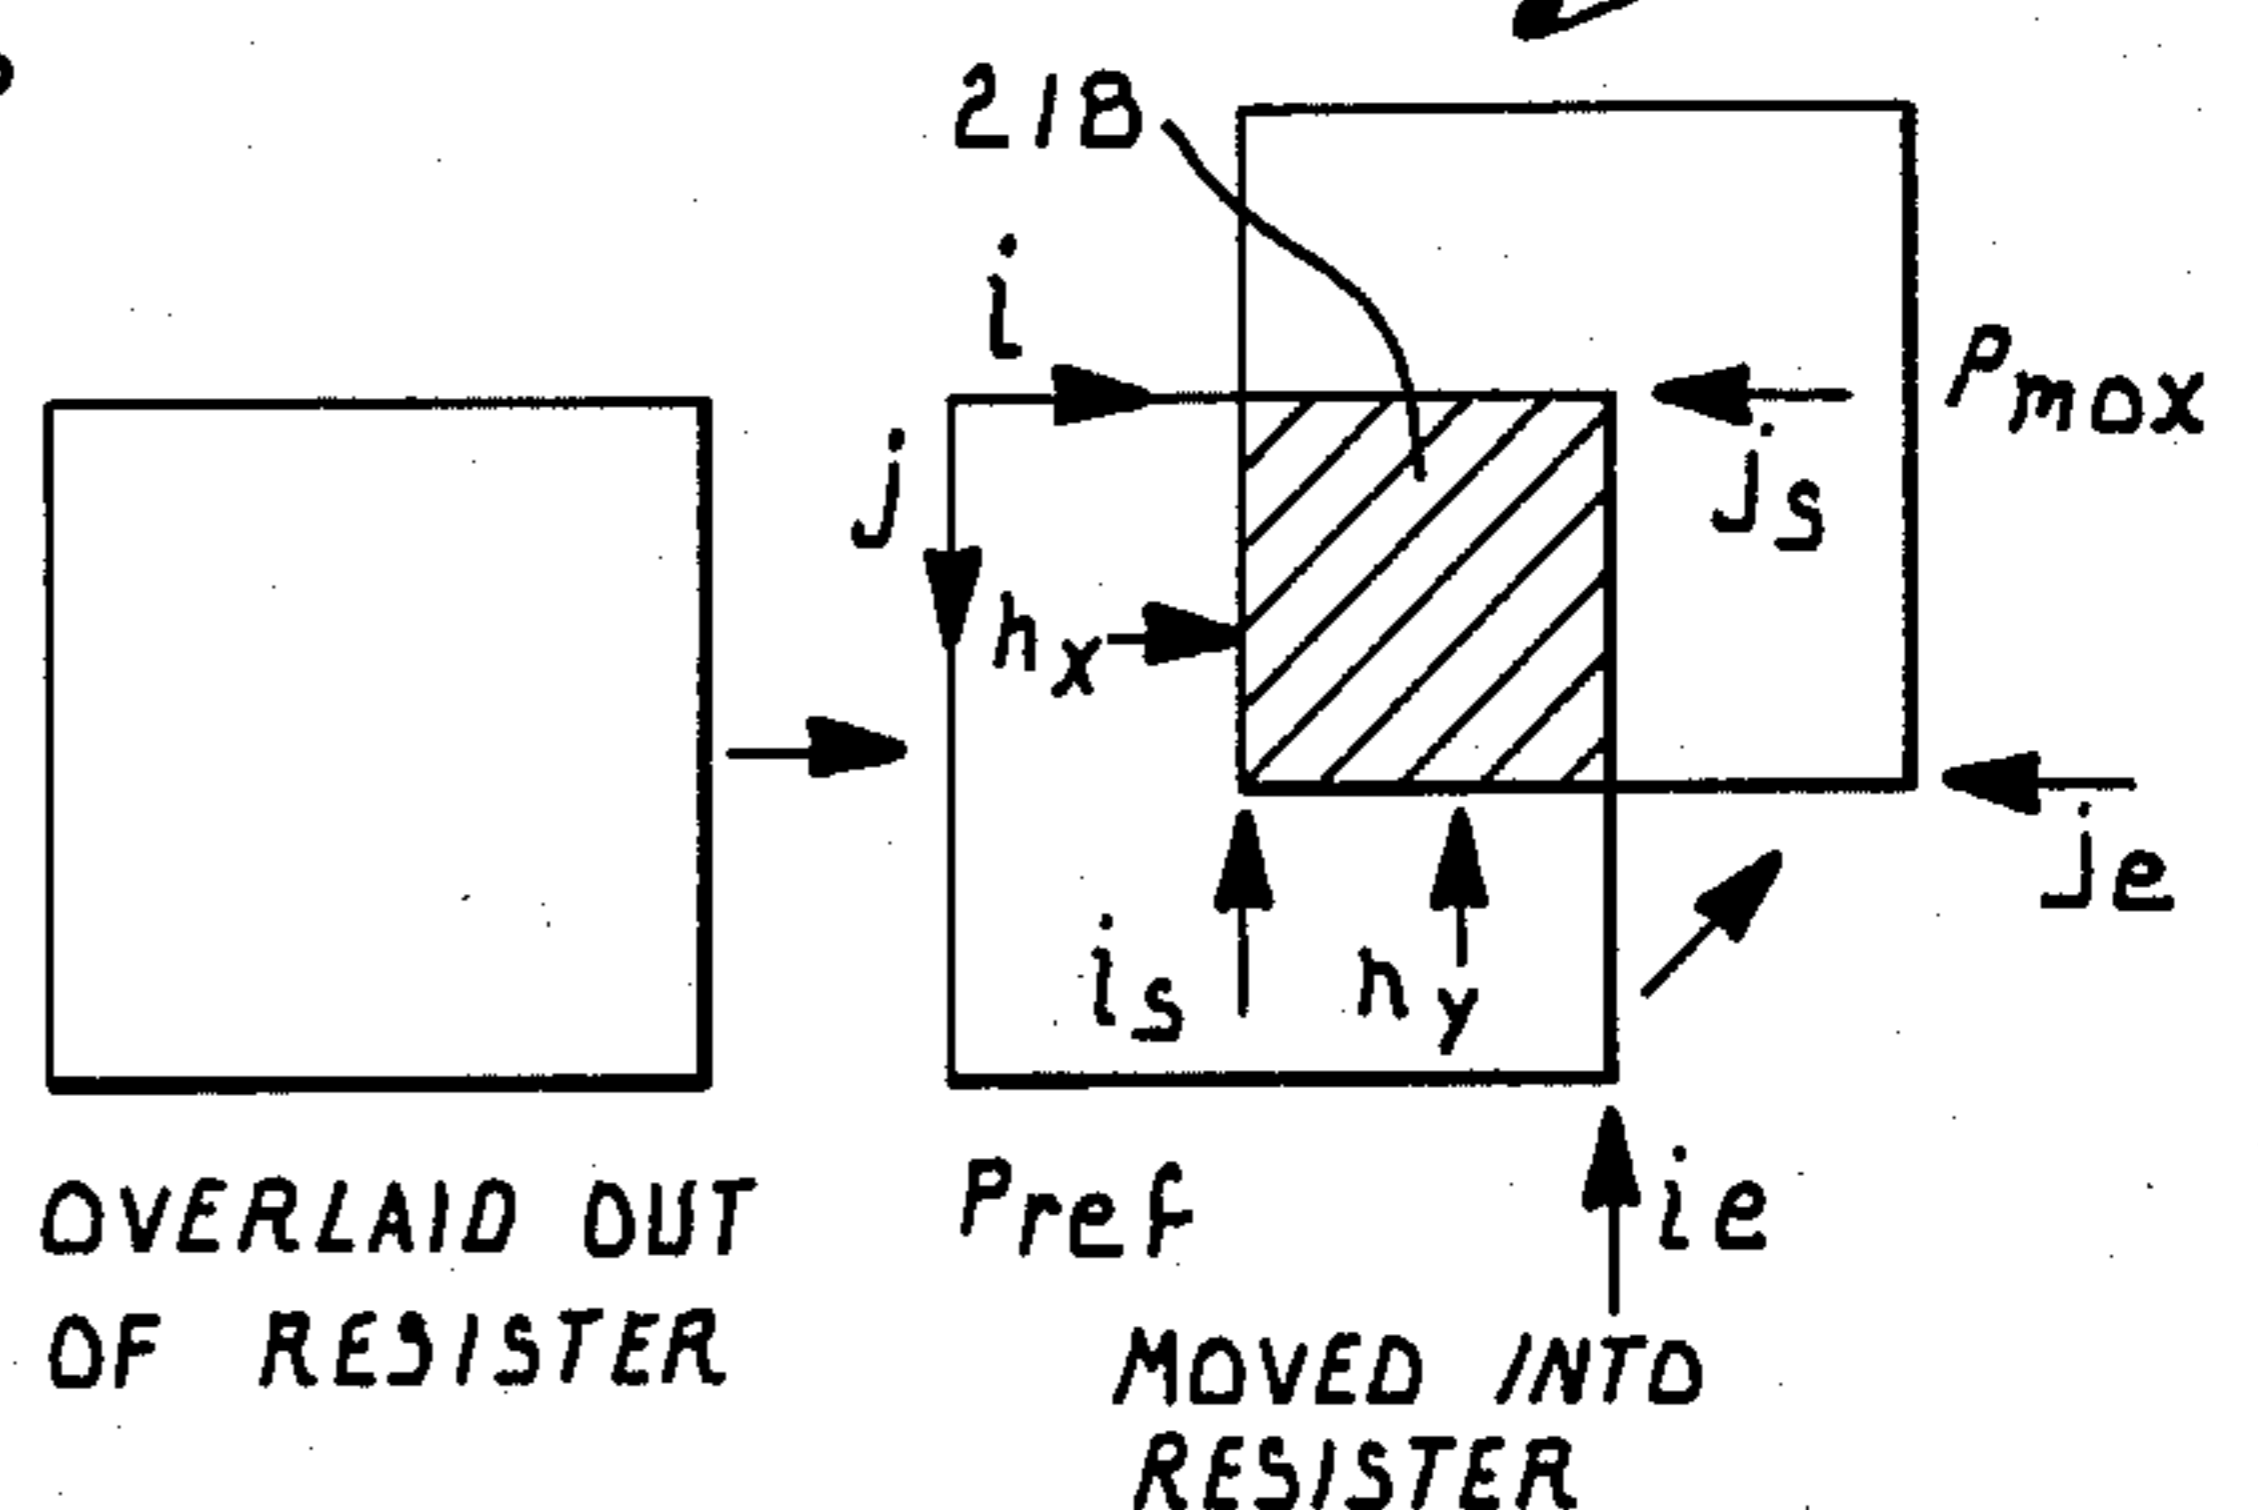 218
i
j
Pmax
js
hx
je
is
hy
Pref
ie
OVERLAID OUT
OF RESISTER
MOVED INTO
RESISTER